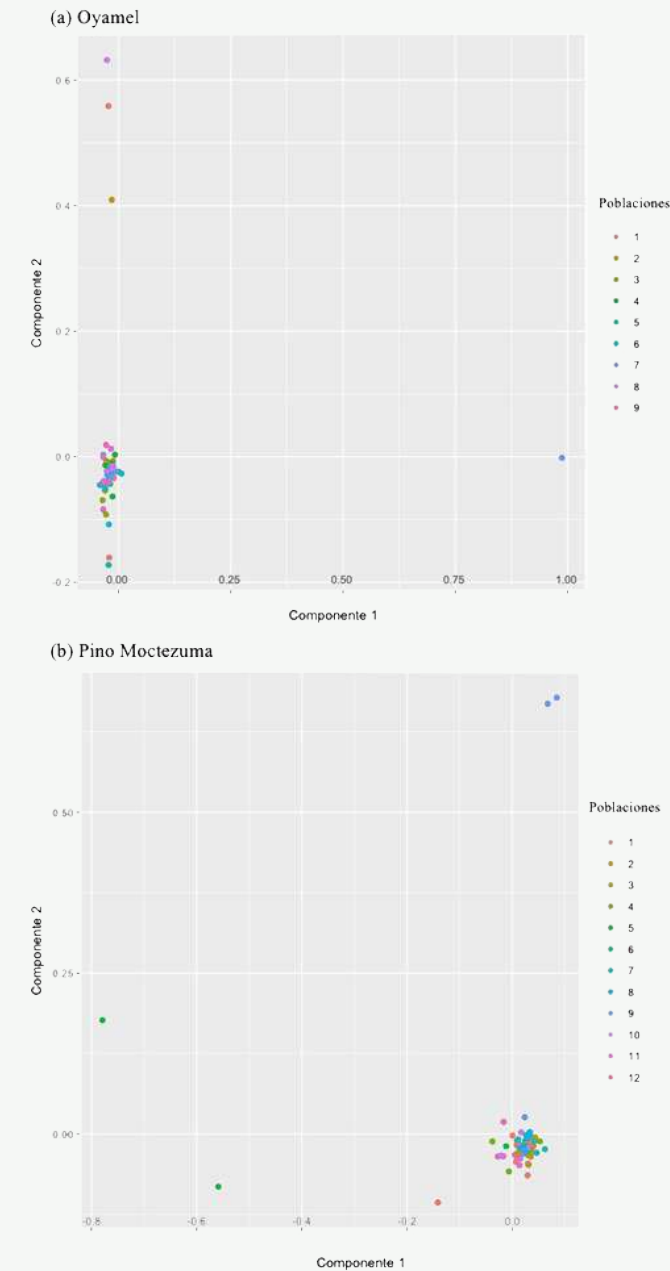 (a) Oyamel
0 6
0 4
0 2
0 0
-0 2
Componente 2
0.00 0.25 0.50 0.75 1.00
Componente 1
Poblaciones
1
2
3
4
5
6
7
8
9
(b) Pino Moctezuma
0 50
0 25
0 00
Componente 2
-0.8 -0.6 -0.4 -0.2 0.0
Componente 1
Poblaciones
1
2
3
4
5
6
7
8
9
10
11
12